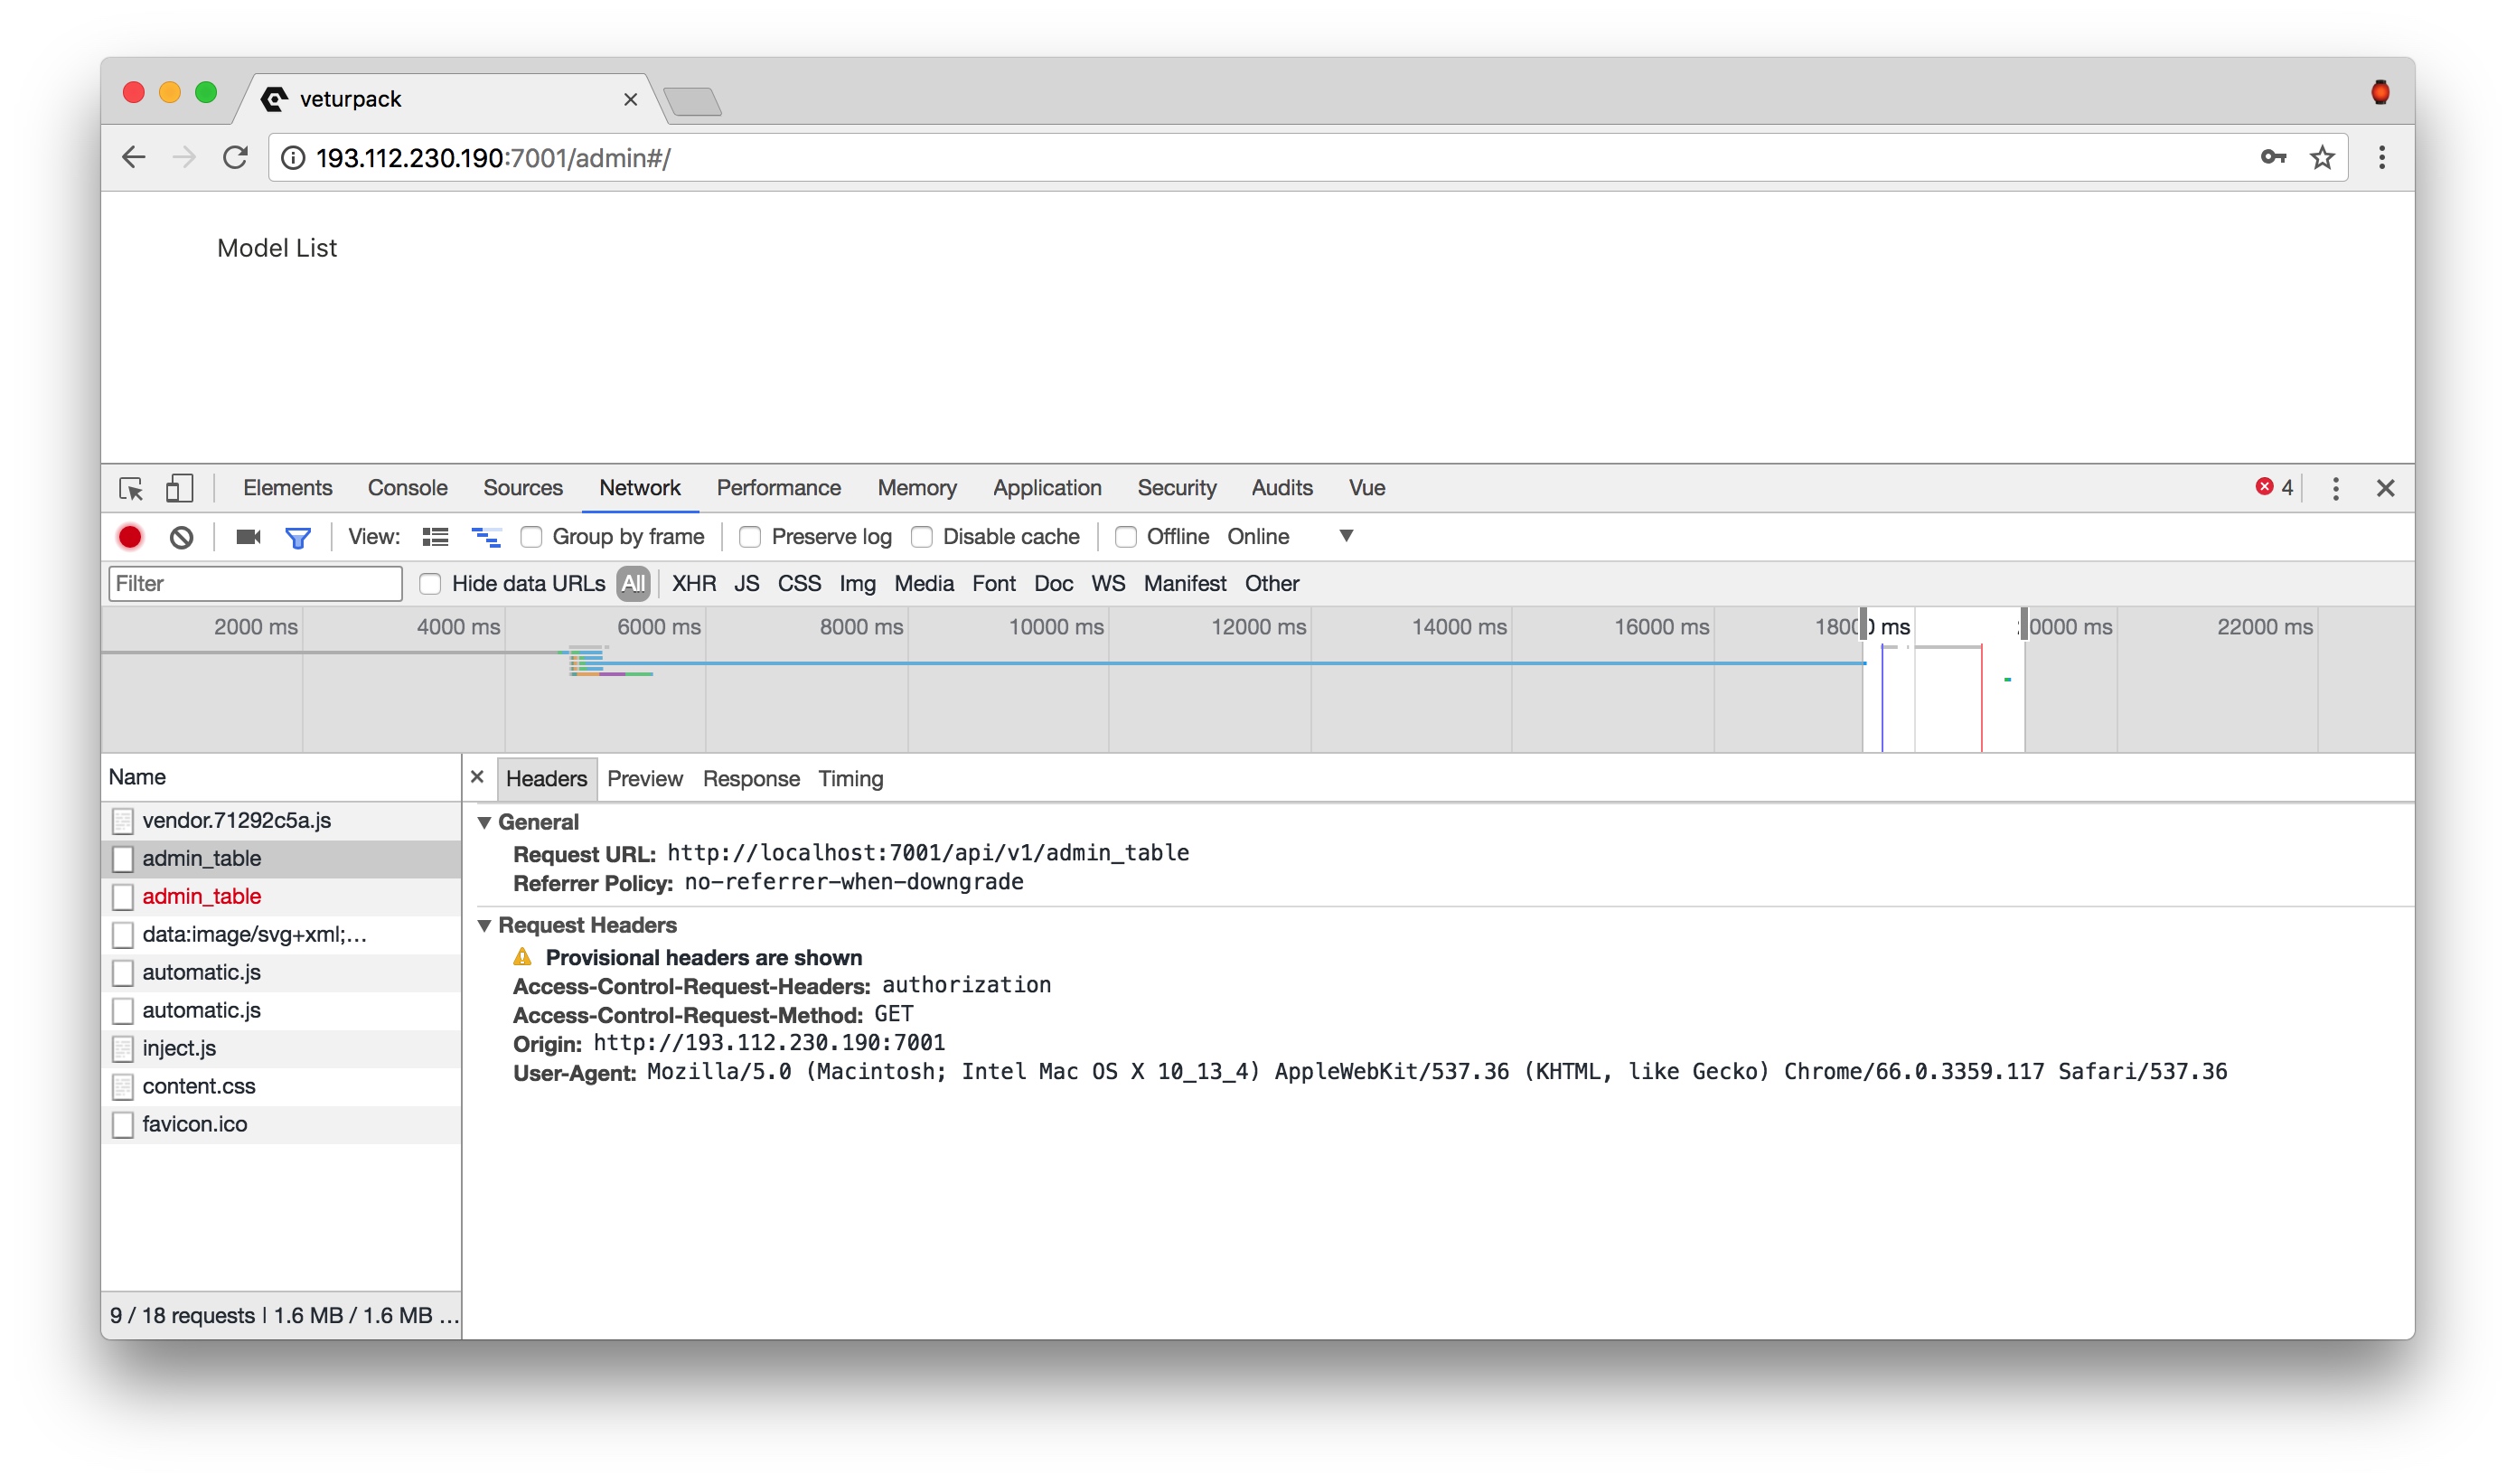 veturpack
193.112.230.190:7001/admin#/
Model List
Elements Console Sources Network Performance Memory Application Security Audits Vue 4
View: Group by frame Preserve log Disable cache Offline Online
Filter Hide data URLs All XHR JS CSS Img Media Font Doc WS Manifest Other
2000 ms 4000 ms 6000 ms 8000 ms 10000 ms 12000 ms 14000 ms 16000 ms 1800 0 ms 0000 ms 22000 ms
Name
Headers Preview Response Timing
vendor.71292c5a.js
admin_table
admin_table
data:image/svg+xml;…
automatic.js
automatic.js
inject.js
content.css
favicon.ico
9 / 18 requests | 1.6 MB / 1.6 MB …
General
Request URL: http://localhost:7001/api/v1/admin_table
Referrer Policy: no-referrer-when-downgrade
Request Headers
Provisional headers are shown
Access-Control-Request-Headers: authorization
Access-Control-Request-Method: GET
Origin: http://193.112.230.190:7001
User-Agent: Mozilla/5.0 (Macintosh; Intel Mac OS X 10_13_4) AppleWebKit/537.36 (KHTML, like Gecko) Chrome/66.0.3359.117 Safari/537.36